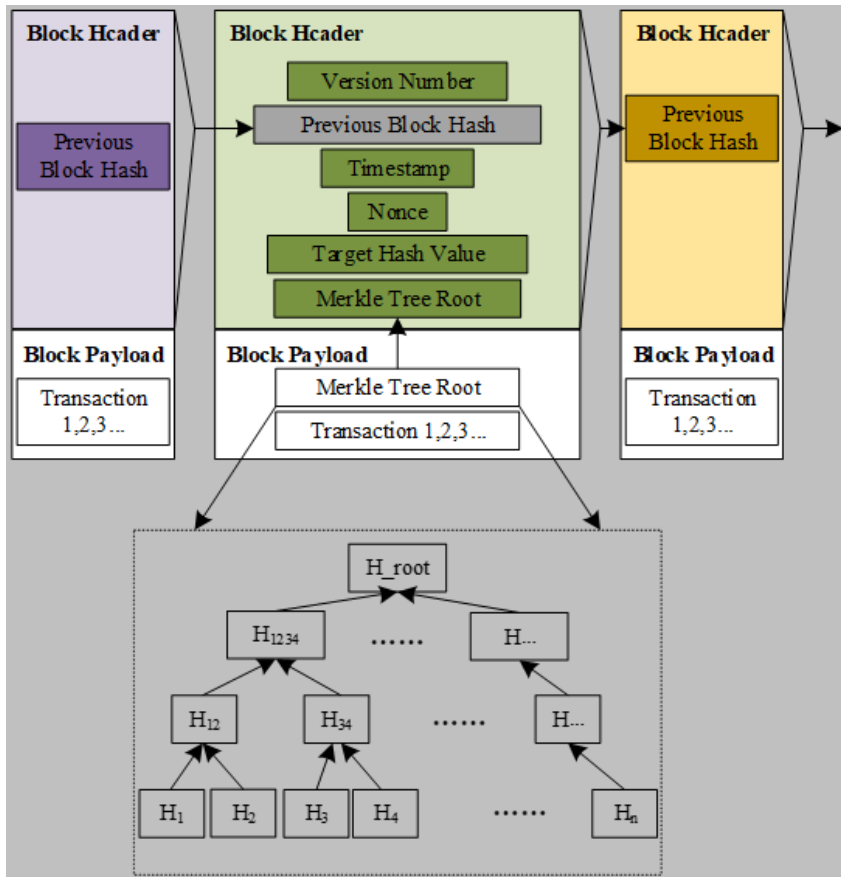 Block Hcader
Previous
Block Hash
Block Payload
Transaction
1,2,3...
Block Hcader
Version Number
Previous Block Hash
Timestamp
Nonce
Target Hash Value
Merkle Tree Root
Block Payload
Merkle Tree Root
Transaction 1,2,3...
Block Hcader
Previous
Block Hash
Block Payload
Transaction
1,2,3...
H_root
H₁₂₃₄ ...... H...
H₁₂ H₃₄ ...... H...
H₁ H₂ H₃ H₄ ...... Hₙ